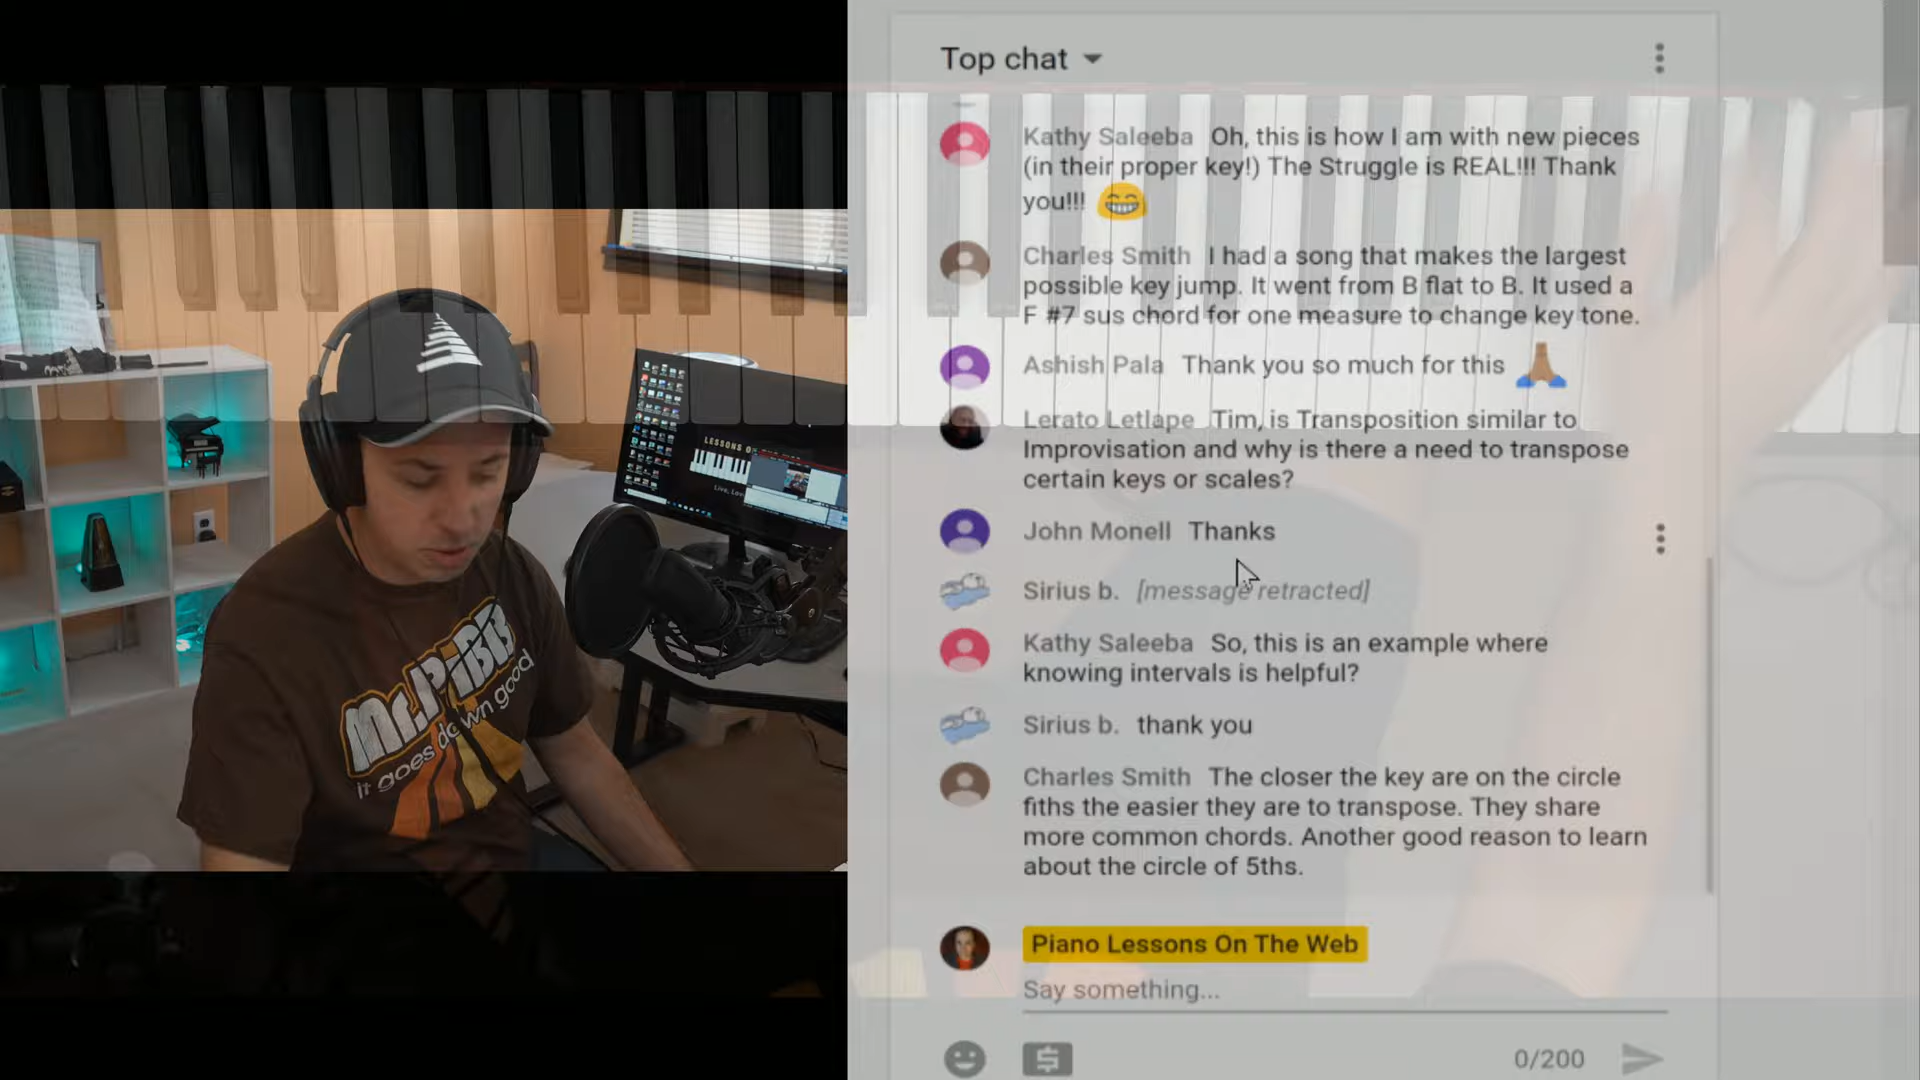 Top chat
Kathy Saleeba Oh, this is how I am with new pieces
(in their proper key!) The Struggle is REAL!!! Thank
you!!!
Charles Smith I had a song that makes the largest
possible key jump. It went from B flat to B. It used a
F #7 sus chord for one measure to change key tone.
Ashish Pala Thank you so much for this
Lerato Letlape Tim, is Transposition similar to
Improvisation and why is there a need to transpose
certain keys or scales?
John Monell Thanks
Sirius b. [message retracted]
Kathy Saleeba So, this is an example where
knowing intervals is helpful?
Sirius b. thank you
Charles Smith The closer the key are on the circle
fiths the easier they are to transpose. They share
more common chords. Another good reason to learn
about the circle of 5ths.
Piano Lessons On The Web
Say something...
0/200
LESSONS
Mr.PiBB
it goes down good